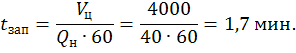 t_зап = V_ц / (Q_н · 60) = 4000 / (40 · 60) = 1,7 мин.